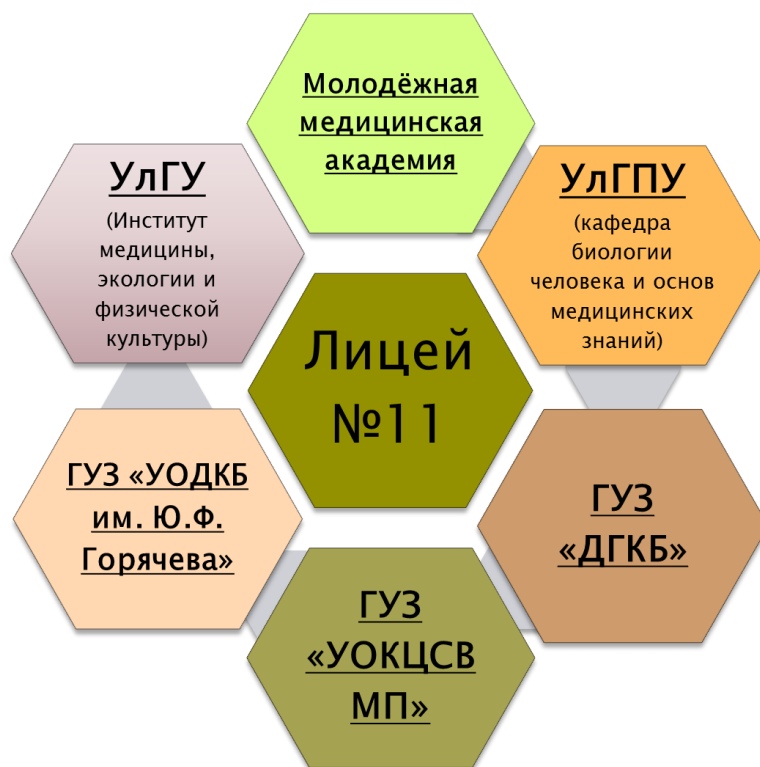 Молодёжная
медицинская
академия
УлГУ
(Институт
медицины,
экологии и
физической
культуры)
УлГПУ
(кафедра
биологии
человека и основ
медицинских
знаний)
Лицей
№11
ГУЗ «УОДКБ
им. Ю.Ф.
Горячева»
ГУЗ
«ДГКБ»
ГУЗ
«УОКЦСВ
МП»